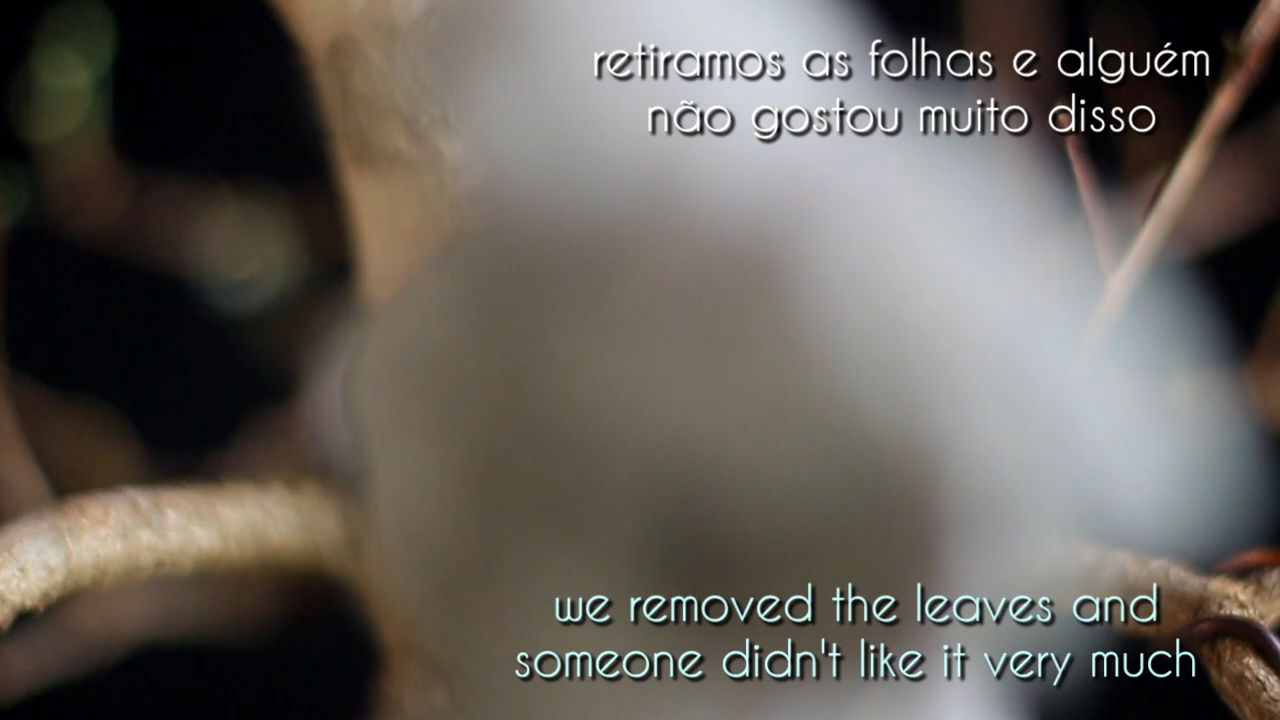 retiramos as folhas e alguém
não gostou muito disso
we removed the leaves and
someone didn't like it very much